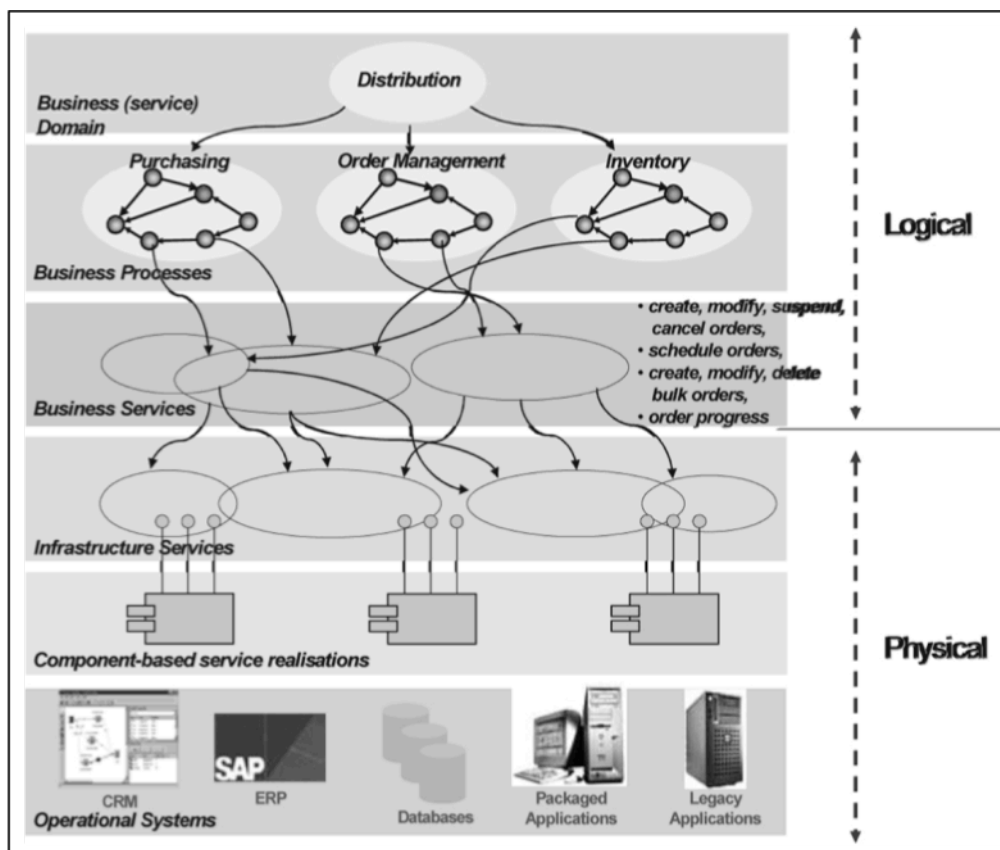 Distribution
Business (service)
Domain
Purchasing
Order Management
Inventory
Business Processes
Logical
• create, modify, suspend,
cancel orders,
• schedule orders,
• create, modify, delete
bulk orders,
• order progress
Business Services
Infrastructure Services
Component-based service realisations
Physical
SAP
CRM
ERP
Databases
Packaged
Applications
Legacy
Applications
Operational Systems